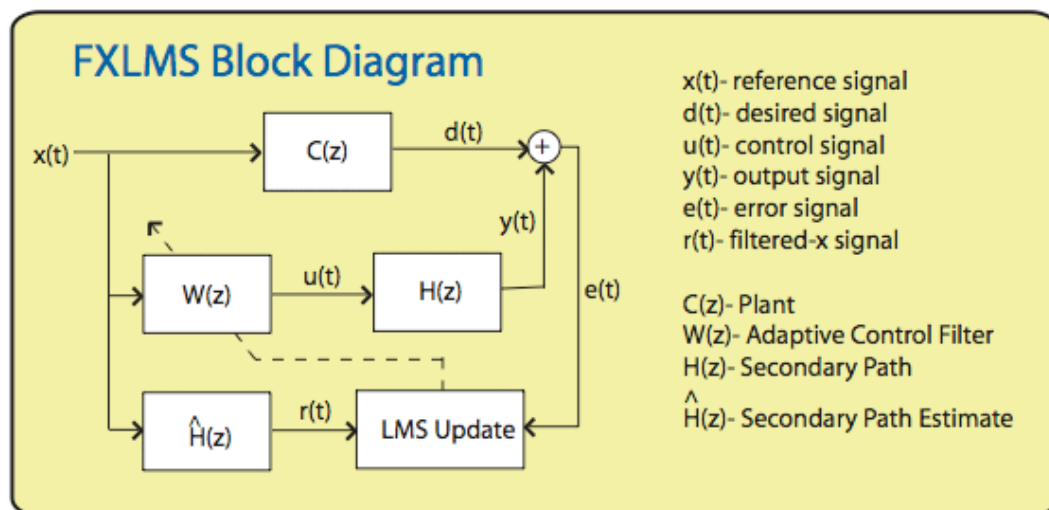 FXLMS Block Diagram
x(t)
C(z)
d(t)
+
y(t)
W(z)
u(t)
H(z)
e(t)
Ĥ(z)
r(t)
LMS Update
x(t)- reference signal
d(t)- desired signal
u(t)- control signal
y(t)- output signal
e(t)- error signal
r(t)- filtered-x signal
C(z)- Plant
W(z)- Adaptive Control Filter
H(z)- Secondary Path
Ĥ(z)- Secondary Path Estimate